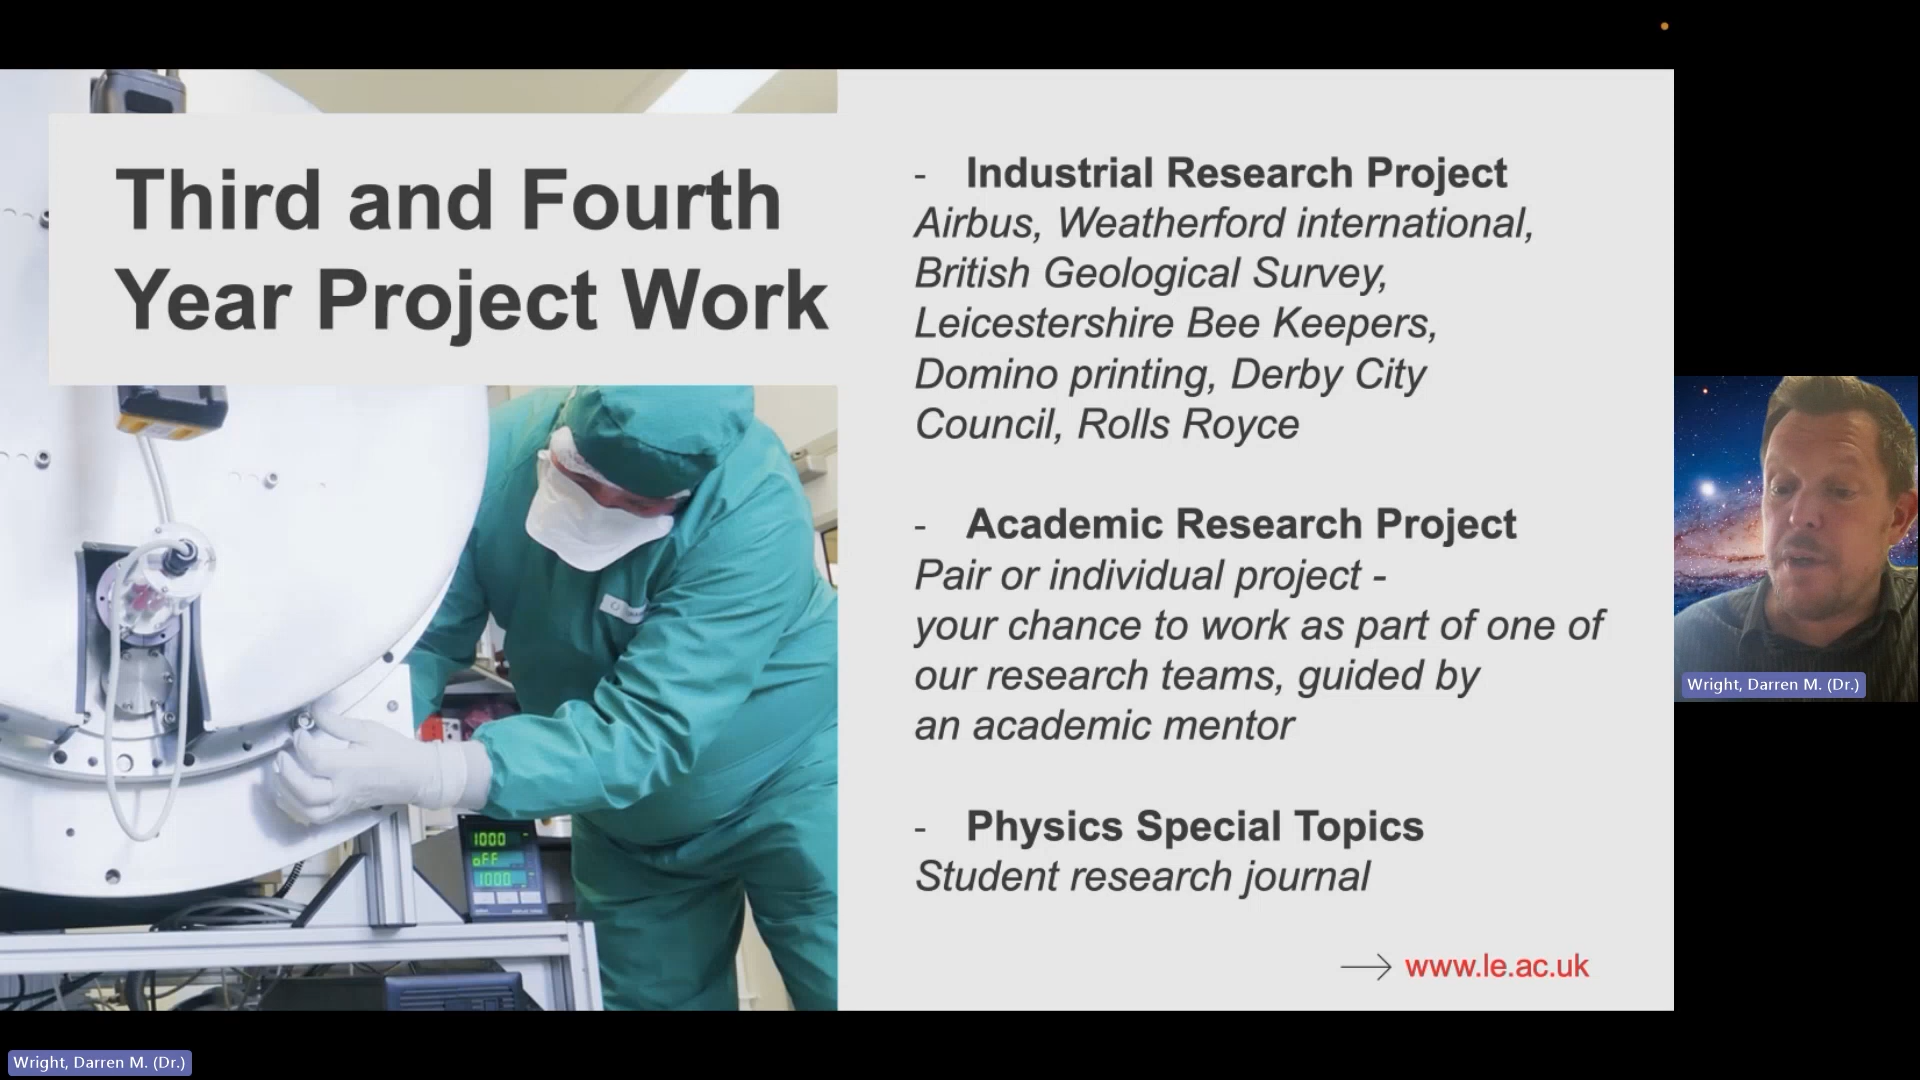 Third and Fourth
Year Project Work
- Industrial Research Project
Airbus, Weatherford international,
British Geological Survey,
Leicestershire Bee Keepers,
Domino printing, Derby City
Council, Rolls Royce
- Academic Research Project
Pair or individual project -
your chance to work as part of one of
our research teams, guided by
an academic mentor
- Physics Special Topics
Student research journal
www.le.ac.uk
1000
oFF
1000
Wright, Darren M. (Dr.)
Wright, Darren M. (Dr.)